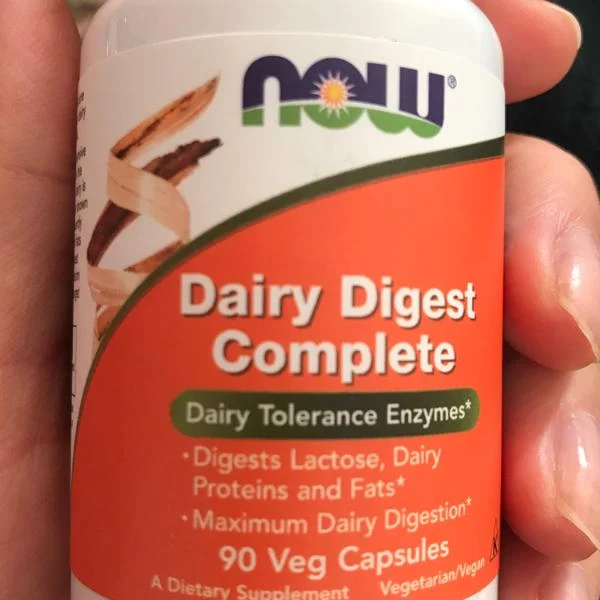 NOW®
Dairy Digest
Complete
Dairy Tolerance Enzymes*
•Digests Lactose, Dairy
Proteins and Fats*
•Maximum Dairy Digestion*
90 Veg Capsules
A Dietary Supplement Vegetarian/Vegan
K